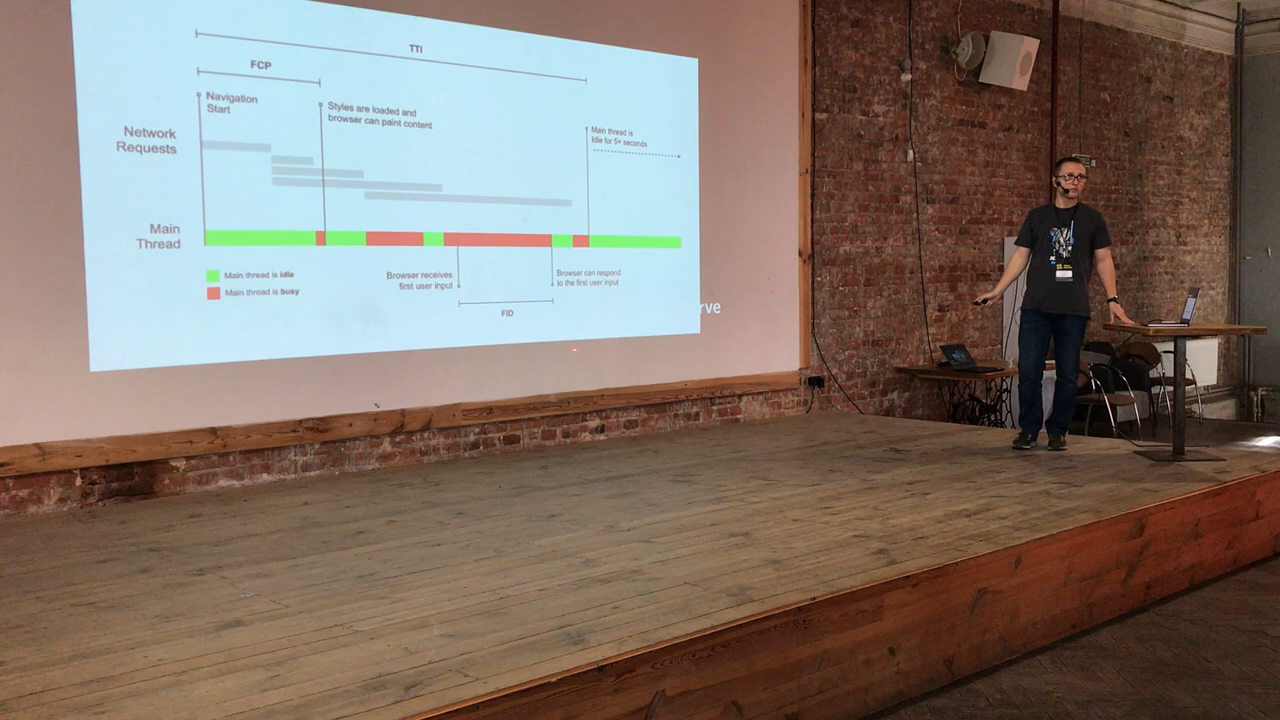 TTI
FCP
Navigation
Start
Styles are loaded and
browser can paint content
Main thread is
Idle for 5+ seconds
Network
Requests
Main
Thread
Main thread is idle
Main thread is busy
Browser receives
first user input
Browser can respond
to the first user input
FID
rve